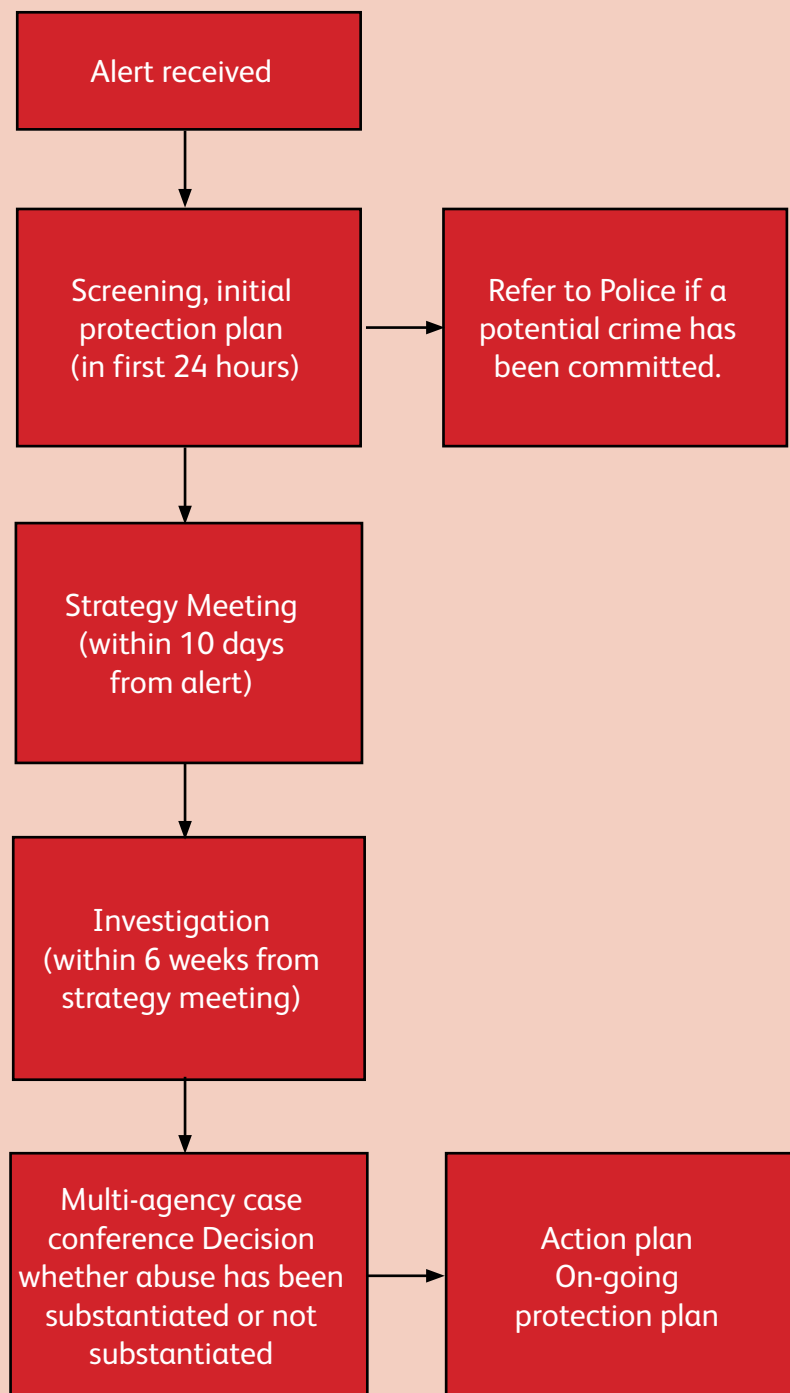 Alert received
Screening, initial
protection plan
(in first 24 hours)
Refer to Police if a
potential crime has
been committed.
Strategy Meeting
(within 10 days
from alert)
Investigation
(within 6 weeks from
strategy meeting)
Multi-agency case
conference Decision
whether abuse has been
substantiated or not
substantiated
Action plan
On-going
protection plan